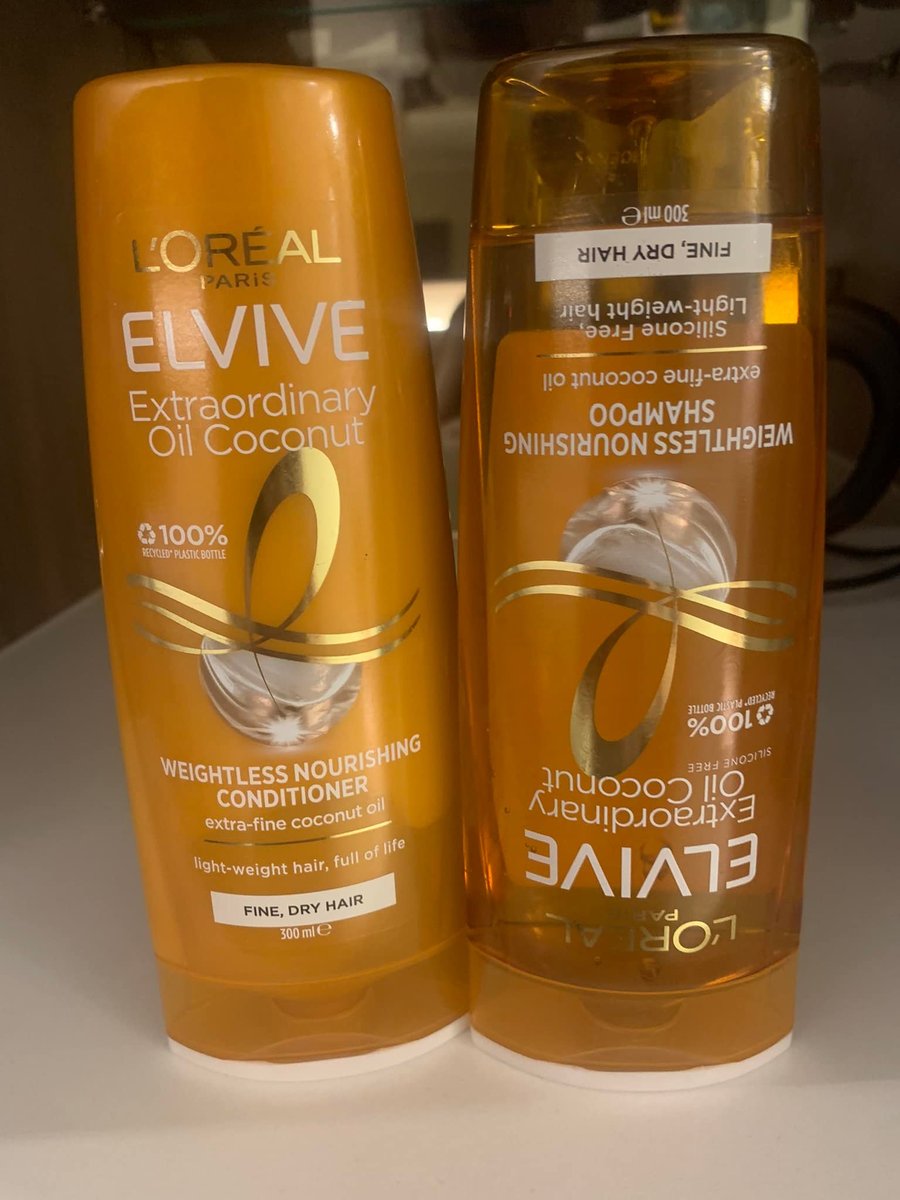 L'ORÉAL
PARIS
ELVIVE
Extraordinary
Oil Coconut
100%
RECYCLED* PLASTIC BOTTLE
WEIGHTLESS NOURISHING
CONDITIONER
extra-fine coconut oil
light-weight hair, full of life
FINE, DRY HAIR
300 ml ℮
L'ORÉAL
PARIS
ELVIVE
Extraordinary
Oil Coconut
SILICONE FREE
100%
RECYCLED* PLASTIC BOTTLE
WEIGHTLESS NOURISHING
SHAMPOO
extra-fine coconut oil
Silicone Free,
Light-weight hair
FINE, DRY HAIR
300 ml ℮